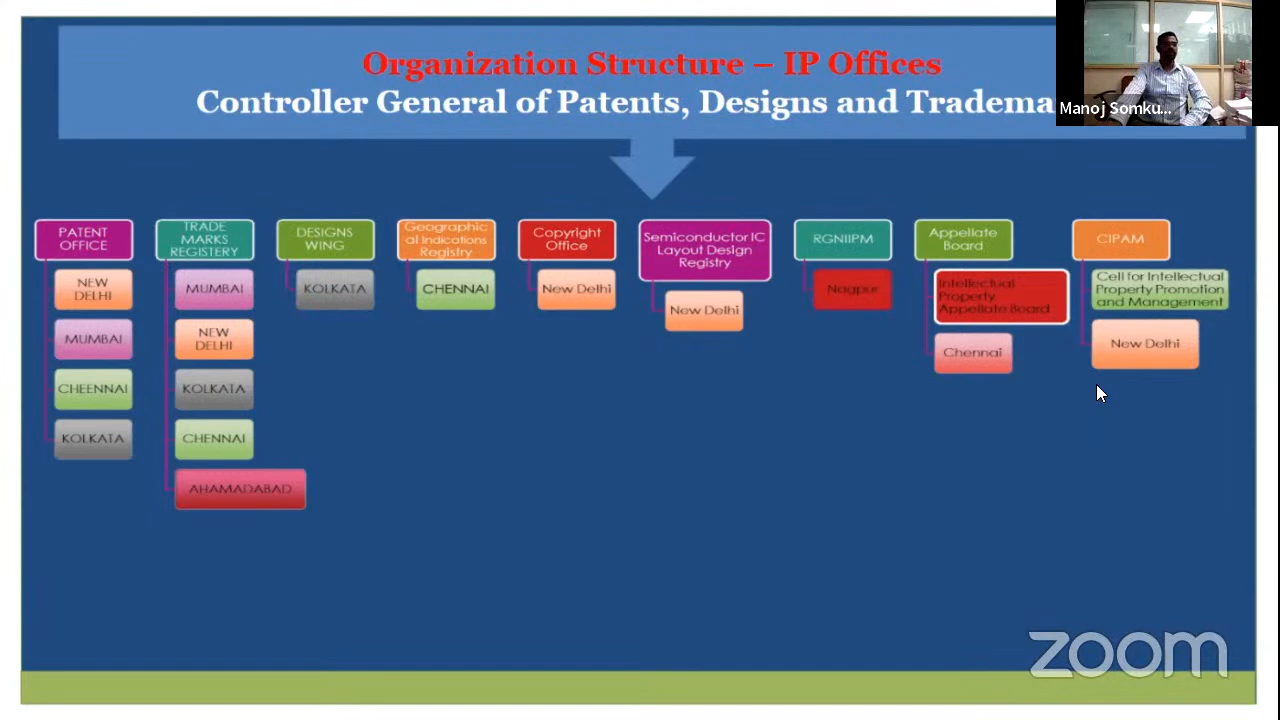 Organization Structure – IP Offices
Controller General of Patents, Designs and Tradema
Manoj Somku...
PATENT
OFFICE
NEW
DELHI
MUMBAI
CHEENNAI
KOLKATA
TRADE
MARKS
REGISTERY
MUMBAI
NEW
DELHI
KOLKATA
CHENNAI
AHAMADABAD
DESIGNS
WING
KOLKATA
Geographic
al Indications
Registry
CHENNAI
Copyright
Office
New Delhi
Semiconductor IC
Layout Design
Registry
New Delhi
RGNIIPM
Nagpur
Appellate
Board
Intellectual
Property
Appellate Board
Chennai
CIPAM
Cell for Intellectual
Property Promotion
and Management
New Delhi
zoom